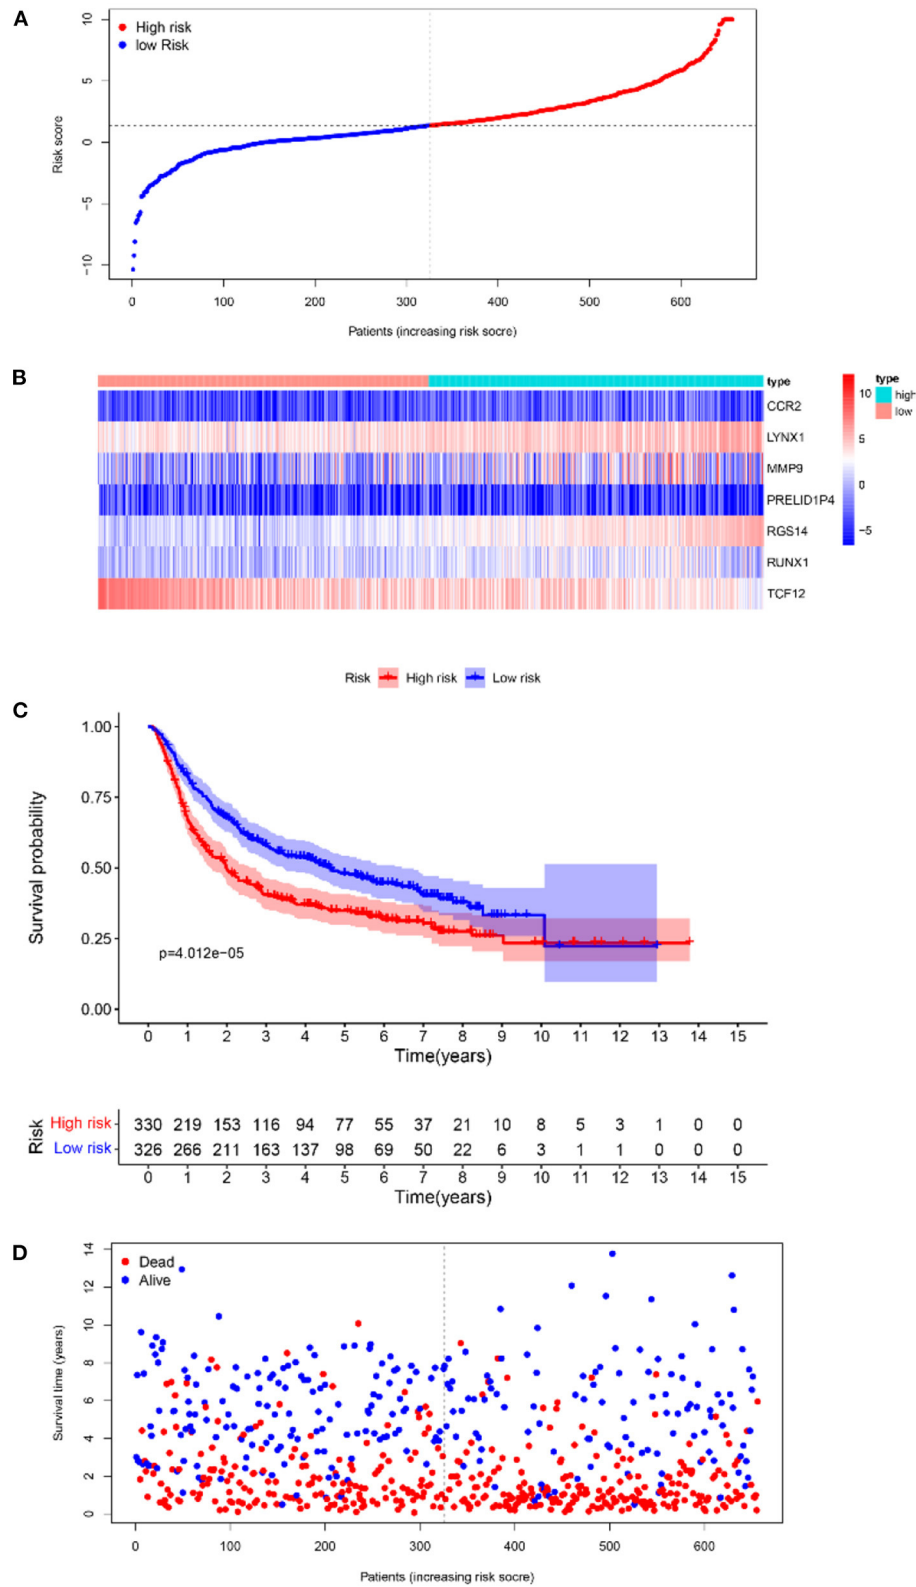 A
High risk
low Risk
Risk score
10
5
0
−5
−10
0 100 200 300 400 500 600
Patients (increasing risk socre)
B
type
CCR2
LYNX1
MMP9
PRELID1P4
RGS14
RUNX1
TCF12
10
5
0
−5
type
high
low
Risk High risk Low risk
C
Survival probability
1.00
0.75
0.50
0.25
0.00
p=4.012e−05
0 1 2 3 4 5 6 7 8 9 10 11 12 13 14 15
Time(years)
Risk
High risk 330 219 153 116 94 77 55 37 21 10 8 5 3 1 0 0
Low risk 326 266 211 163 137 98 69 50 22 6 3 1 1 0 0 0
0 1 2 3 4 5 6 7 8 9 10 11 12 13 14 15
Time(years)
D
Dead
Alive
Survival time (years)
14
12
10
8
6
4
2
0
0 100 200 300 400 500 600
Patients (increasing risk socre)